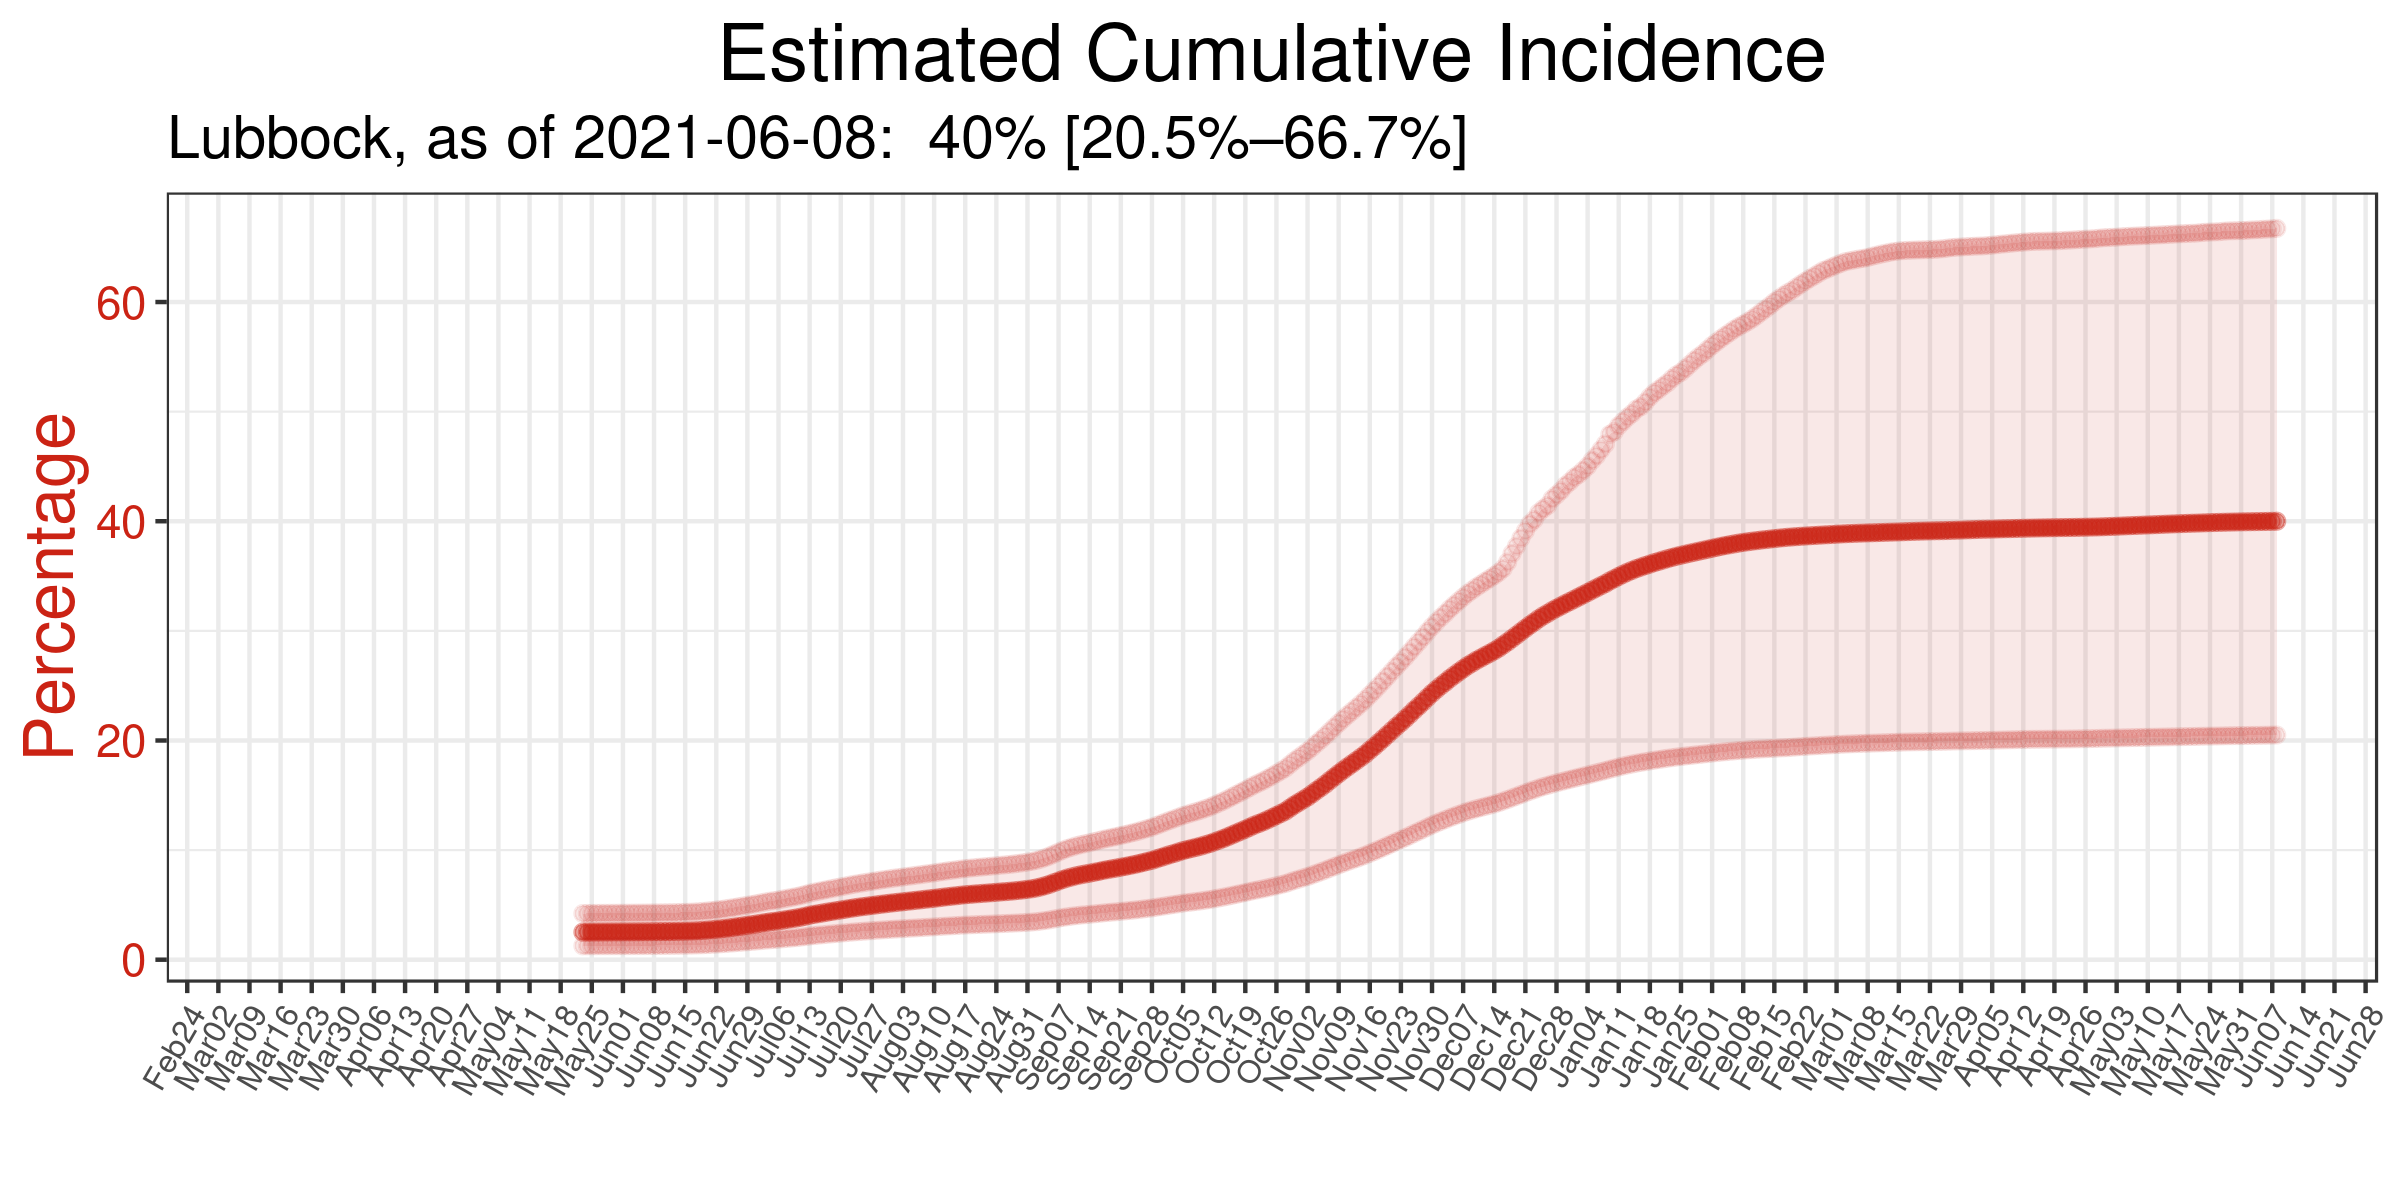 Estimated Cumulative Incidence
Lubbock, as of 2021-06-08:  40% [20.5%–66.7%]
Percentage
60
40
20
0
Feb24
Mar02
Mar09
Mar16
Mar23
Mar30
Apr06
Apr13
Apr20
Apr27
May04
May11
May18
May25
Jun01
Jun08
Jun15
Jun22
Jun29
Jul06
Jul13
Jul20
Jul27
Aug03
Aug10
Aug17
Aug24
Aug31
Sep07
Sep14
Sep21
Sep28
Oct05
Oct12
Oct19
Oct26
Nov02
Nov09
Nov16
Nov23
Nov30
Dec07
Dec14
Dec21
Dec28
Jan04
Jan11
Jan18
Jan25
Feb01
Feb08
Feb15
Feb22
Mar01
Mar08
Mar15
Mar22
Mar29
Apr05
Apr12
Apr19
Apr26
May03
May10
May17
May24
May31
Jun07
Jun14
Jun21
Jun28